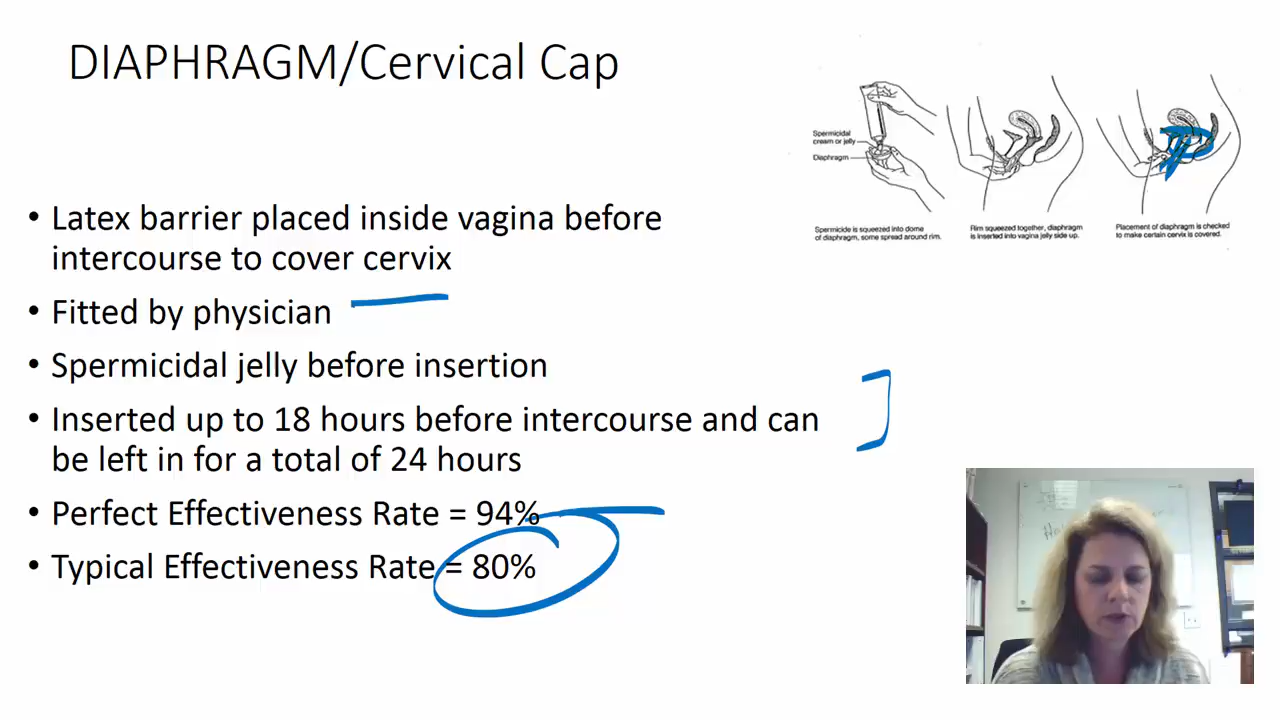 DIAPHRAGM/Cervical Cap
Spermicidal
cream or jelly
Diaphragm
Spermicide is squeezed into dome
of diaphragm, some spread around rim.
Rim squeezed together, diaphragm
is inserted into vagina jelly side up.
Placement of diaphragm is checked
to make certain cervix is covered.
• Latex barrier placed inside vagina before
intercourse to cover cervix
• Fitted by physician
• Spermicidal jelly before insertion
• Inserted up to 18 hours before intercourse and can
be left in for a total of 24 hours
• Perfect Effectiveness Rate = 94%
• Typical Effectiveness Rate = 80%